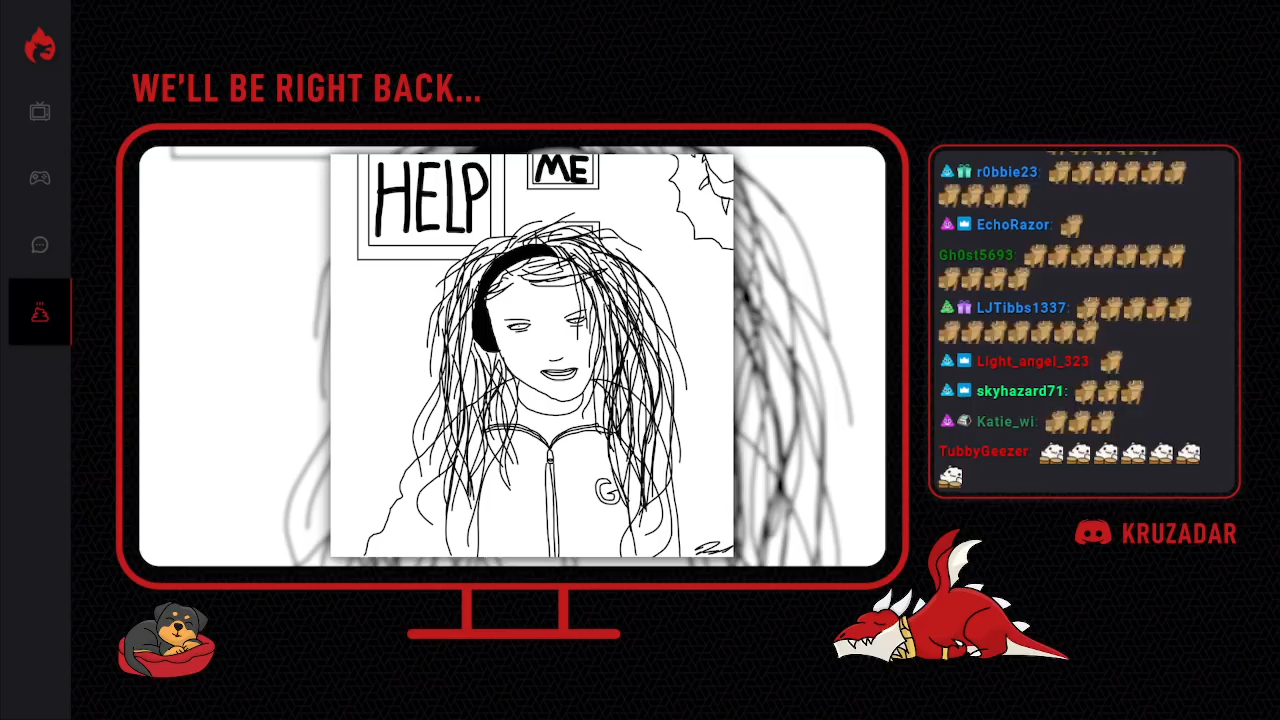 WE'LL BE RIGHT BACK...
HELP
ME
G
r0bbie23:
EchoRazor:
Gh0st5693:
LJTibbs1337:
Light_angel_323:
skyhazard71:
Katie_wi:
TubbyGeezer:
KRUZADAR